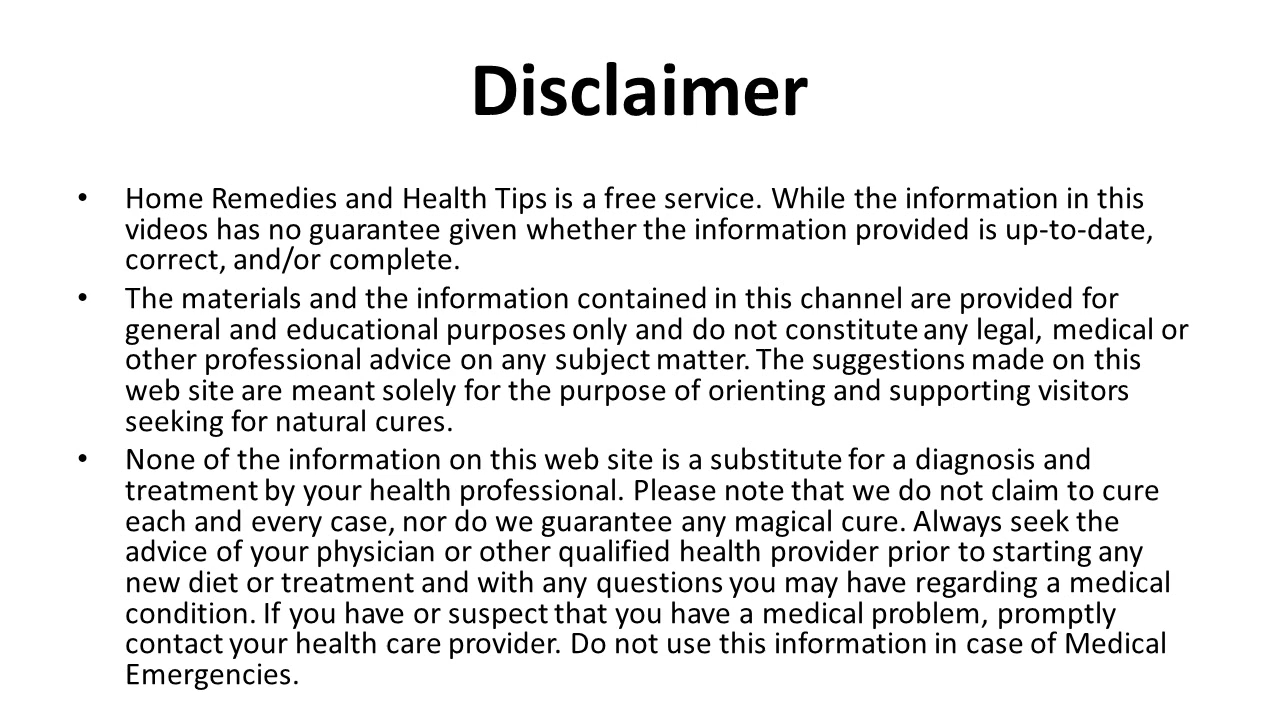 Disclaimer
• Home Remedies and Health Tips is a free service. While the information in this
videos has no guarantee given whether the information provided is up-to-date,
correct, and/or complete.
• The materials and the information contained in this channel are provided for
general and educational purposes only and do not constitute any legal, medical or
other professional advice on any subject matter. The suggestions made on this
web site are meant solely for the purpose of orienting and supporting visitors
seeking for natural cures.
• None of the information on this web site is a substitute for a diagnosis and
treatment by your health professional. Please note that we do not claim to cure
each and every case, nor do we guarantee any magical cure. Always seek the
advice of your physician or other qualified health provider prior to starting any
new diet or treatment and with any questions you may have regarding a medical
condition. If you have or suspect that you have a medical problem, promptly
contact your health care provider. Do not use this information in case of Medical
Emergencies.